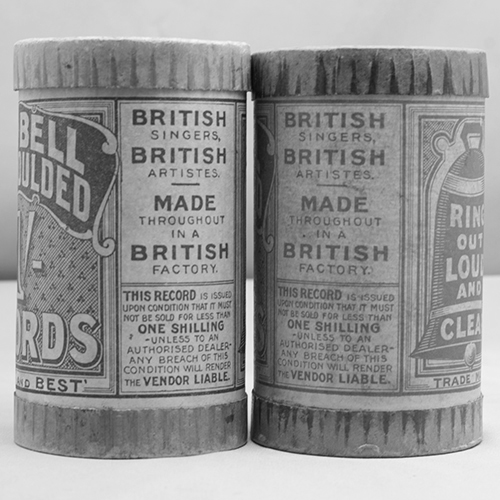 BELL
OULDED
1/-
ORDS
AND BEST'
BRITISH
SINGERS,
BRITISH
ARTISTES.
MADE
THROUGHOUT
IN A
BRITISH
FACTORY.
THIS RECORD IS ISSUED
UPON CONDITION THAT IT MUST
NOT BE SOLD FOR LESS THAN
ONE SHILLING
-UNLESS TO AN
AUTHORISED DEALER-
ANY BREACH OF THIS
CONDITION WILL RENDER
THE VENDOR LIABLE.
BRITISH
SINGERS,
BRITISH
ARTISTES.
MADE
THROUGHOUT
IN A
BRITISH
FACTORY.
THIS RECORD IS ISSUED
UPON CONDITION THAT IT MUST
NOT BE SOLD FOR LESS THAN
ONE SHILLING
-UNLESS TO AN
AUTHORISED DEALER-
ANY BREACH OF THIS
CONDITION WILL RENDER
THE VENDOR LIABLE.
RING
OUT
LOUD
AND
CLEA
TRADE